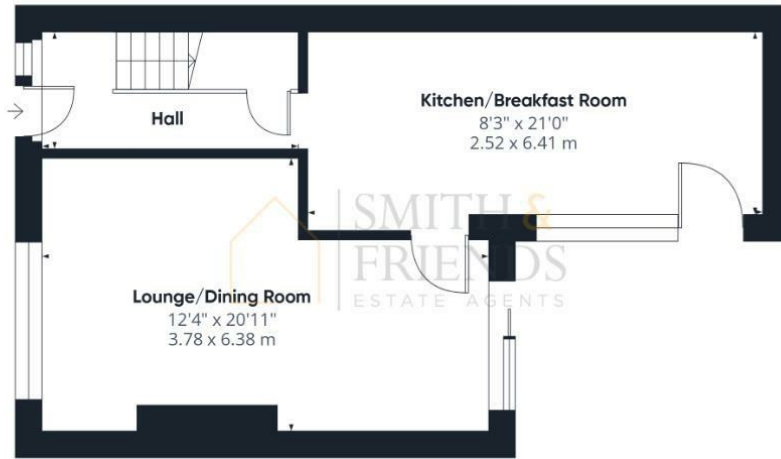 Hall
Kitchen/Breakfast Room
8'3" x 21'0"
2.52 x 6.41 m
SMITH &
FRIENDS
ESTATE AGENTS
Lounge/Dining Room
12'4" x 20'11"
3.78 x 6.38 m